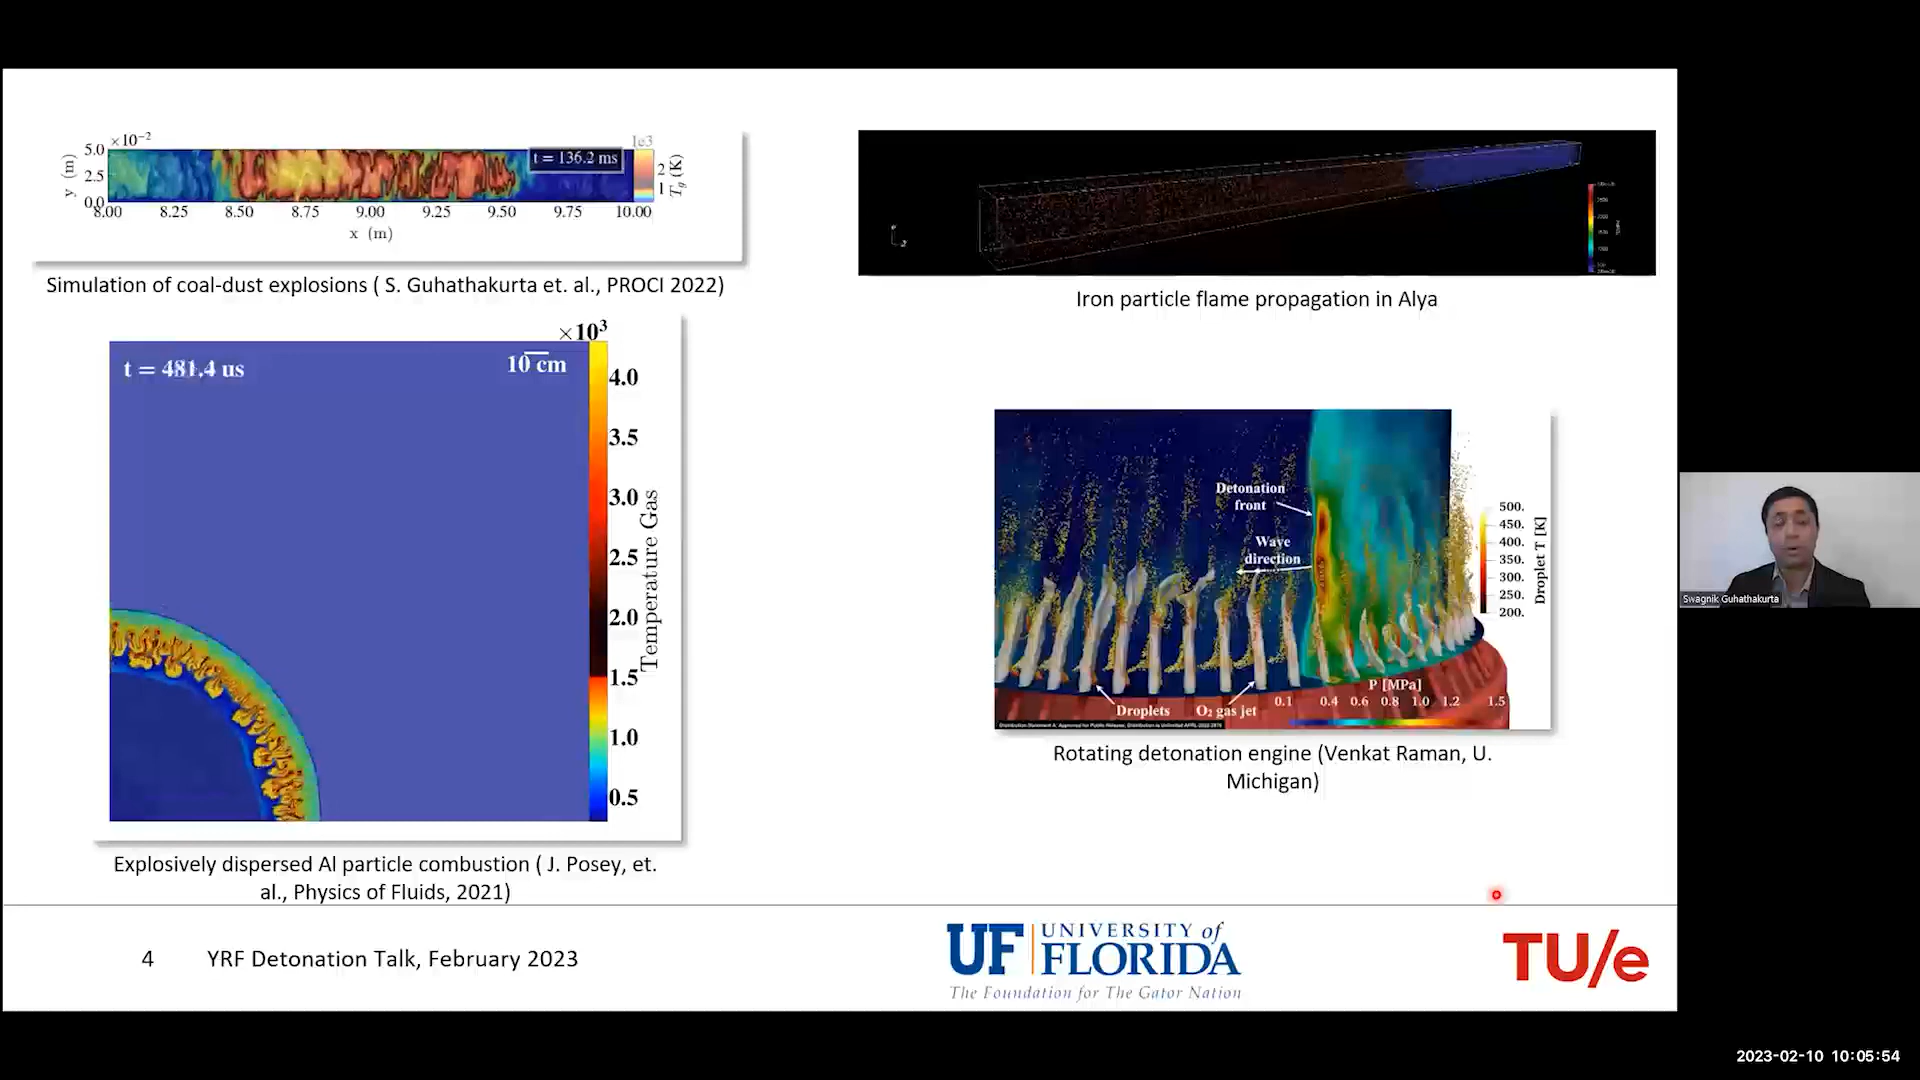 ×10⁻²
5.0
2.5
0.0
y (m)
t = 136.2 ms
1e3
2
1
T_g (K)
8.00 8.25 8.50 8.75 9.00 9.25 9.50 9.75 10.00
x (m)
Simulation of coal-dust explosions ( S. Guhathakurta et. al., PROCI 2022)
Iron particle flame propagation in Alya
×10³
t = 481.4 us
10 cm
4.0
3.5
3.0
2.5
2.0
1.5
1.0
0.5
Temperature Gas
Explosively dispersed Al particle combustion ( J. Posey, et.
al., Physics of Fluids, 2021)
Detonation
front
Wave
direction
Droplets
O₂ gas jet
P [MPa]
0.1 0.4 0.6 0.8 1.0 1.2 1.5
500.
450.
400.
350.
300.
250.
200.
Droplet T [K]
Rotating detonation engine (Venkat Raman, U.
Michigan)
Swagnik Guhathakurta
4 YRF Detonation Talk, February 2023
UF UNIVERSITY of
FLORIDA
The Foundation for The Gator Nation
TU/e
2023-02-10 10:05:54